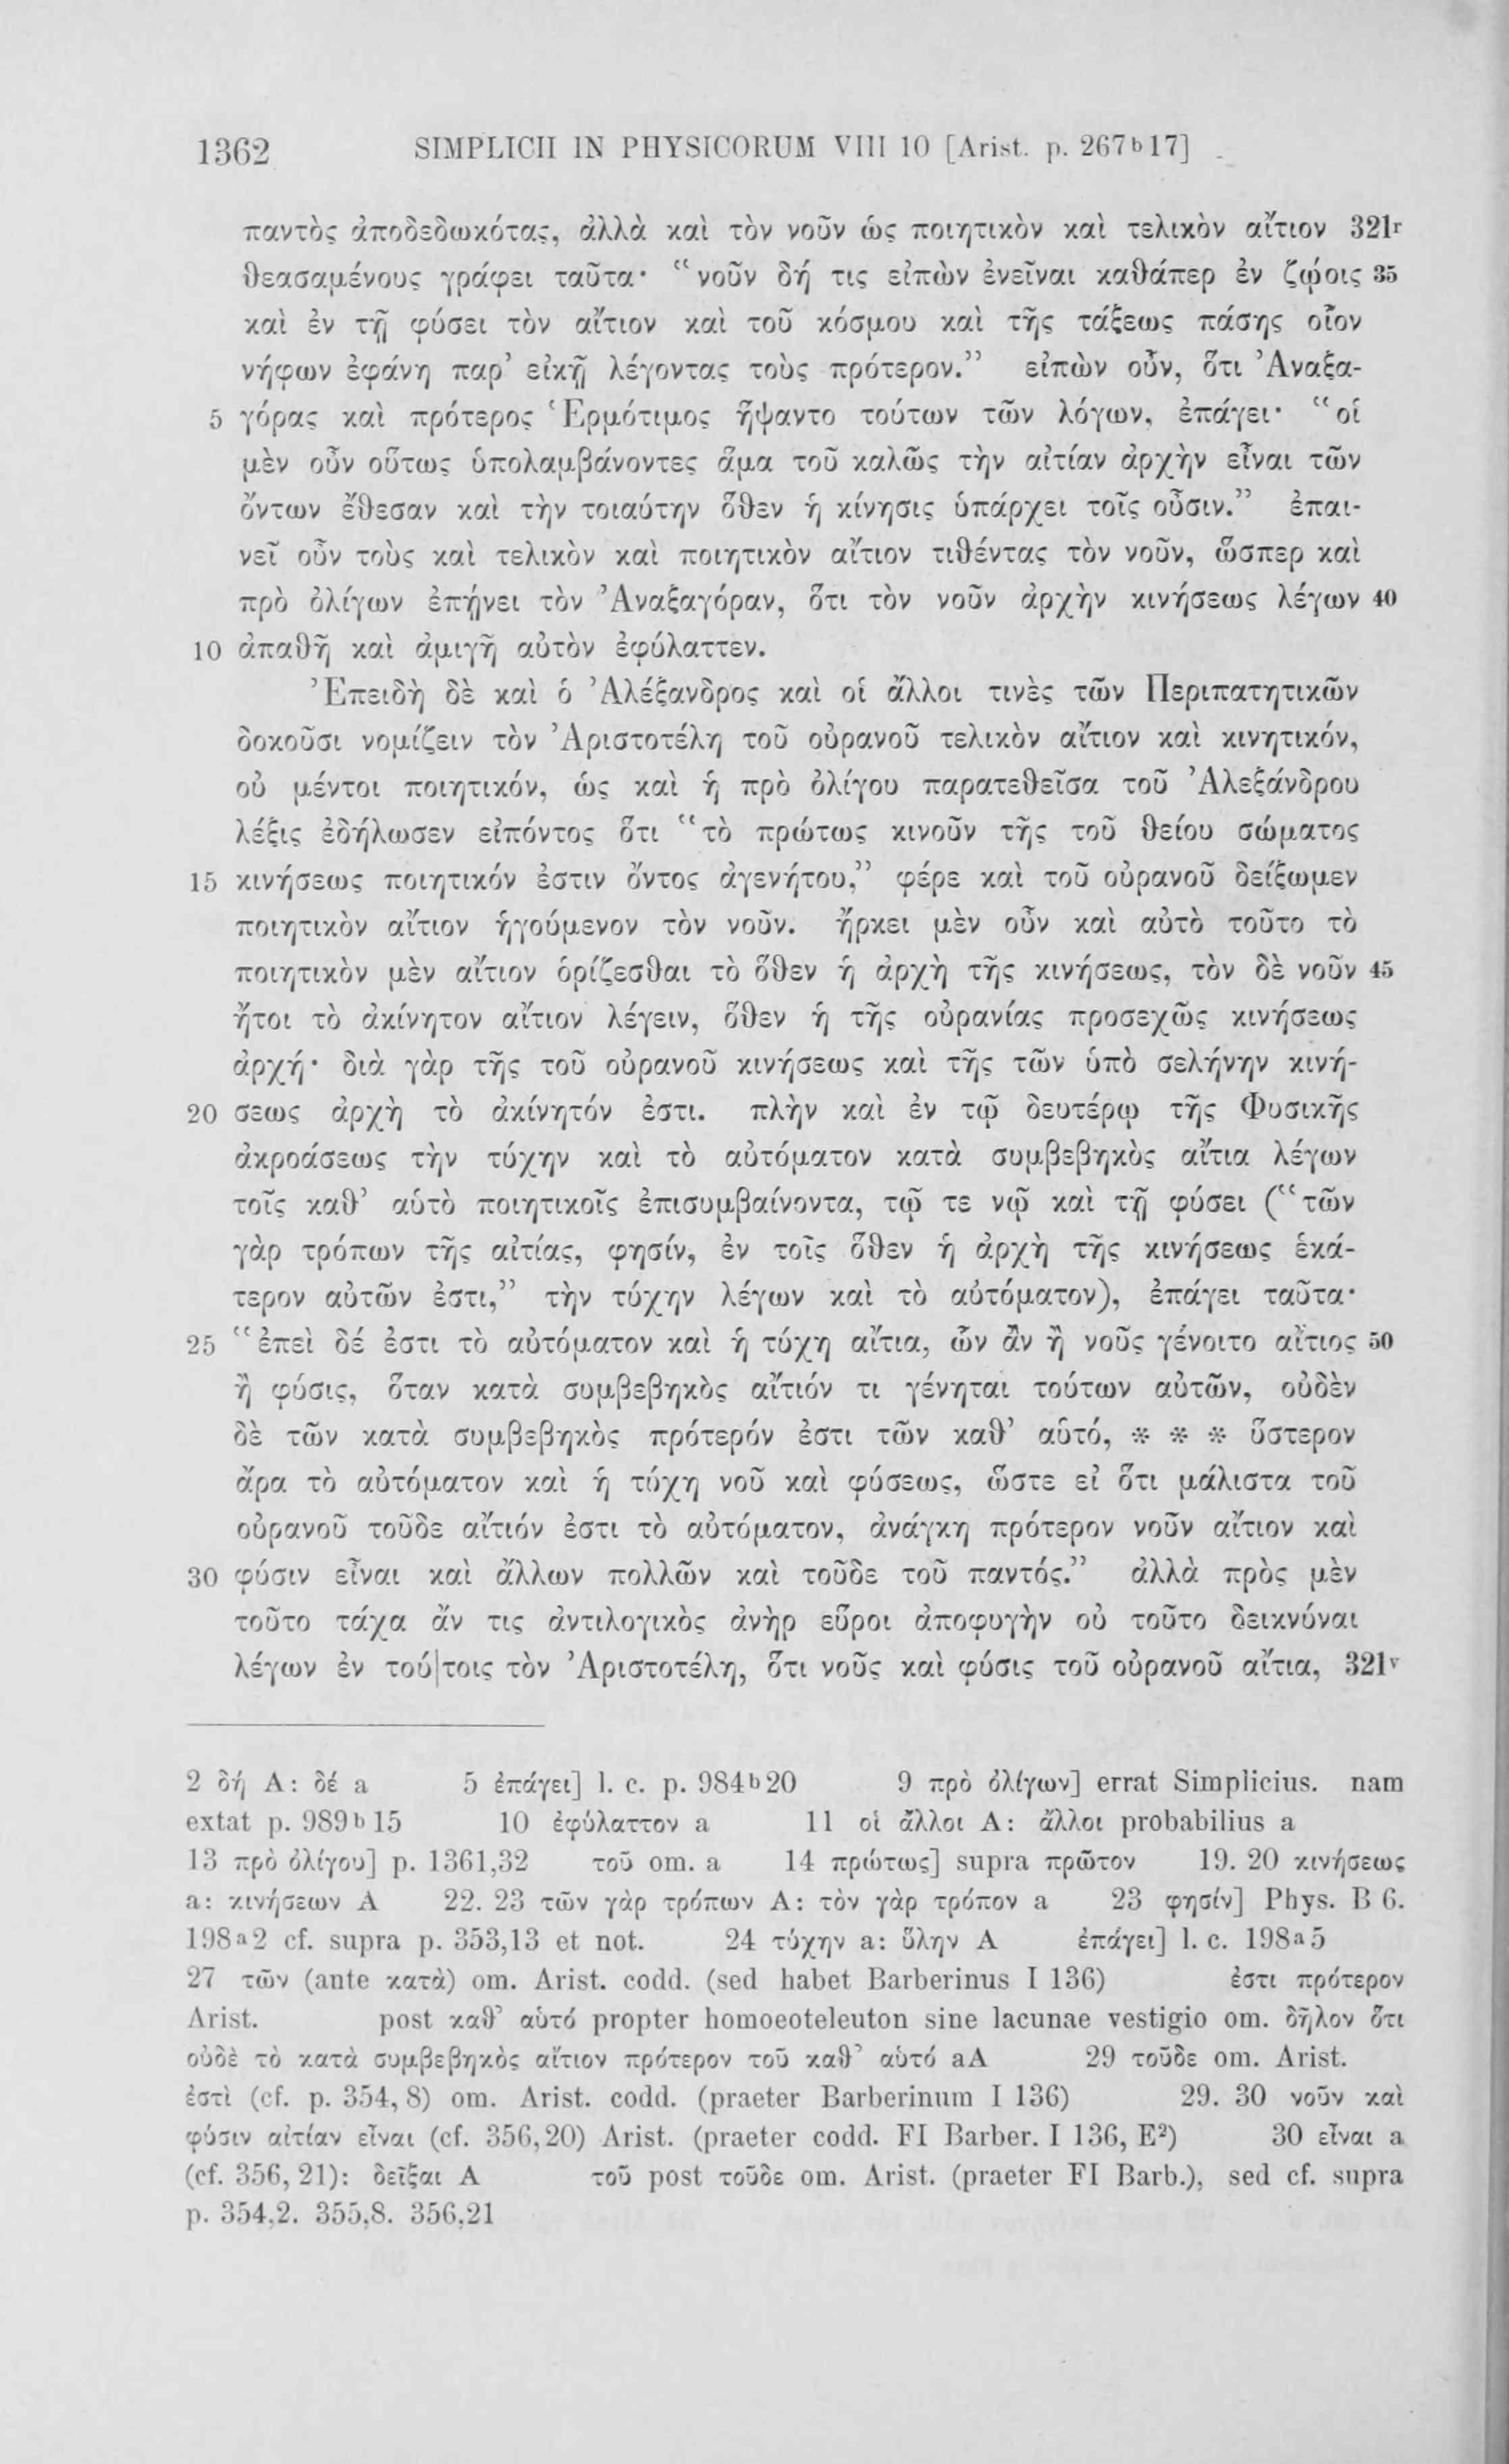 1362 SIMPLICII IN PHYSICORUM VIII 10 [Arist. p. 267ᵇ17]
παντὸς ἀποδεδωκότας, ἀλλὰ καὶ τὸν νοῦν ὡς ποιητικὸν καὶ τελικὸν αἴτιον 321ʳ
θεασαμένους γράφει ταῦτα· “νοῦν δή τις εἰπὼν ἐνεῖναι καθάπερ ἐν ζῴοις 35
καὶ ἐν τῇ φύσει τὸν αἴτιον καὶ τοῦ κόσμου καὶ τῆς τάξεως πάσης οἷον
νήφων ἐφάνη παρ’ εἰκῇ λέγοντας τοὺς πρότερον.” εἰπὼν οὖν, ὅτι Ἀναξα-
5 γόρας καὶ πρότερος Ἑρμότιμος ἥψαντο τούτων τῶν λόγων, ἐπάγει· “οἱ
μὲν οὖν οὕτως ὑπολαμβάνοντες ἅμα τοῦ καλῶς τὴν αἰτίαν ἀρχὴν εἶναι τῶν
ὄντων ἔθεσαν καὶ τὴν τοιαύτην ὅθεν ἡ κίνησις ὑπάρχει τοῖς οὖσιν.” ἐπαι-
νεῖ οὖν τοὺς καὶ τελικὸν καὶ ποιητικὸν αἴτιον τιθέντας τὸν νοῦν, ὥσπερ καὶ
πρὸ ὀλίγων ἐπῄνει τὸν Ἀναξαγόραν, ὅτι τὸν νοῦν ἀρχὴν κινήσεως λέγων 40
10 ἀπαθῆ καὶ ἀμιγῆ αὐτὸν ἐφύλαττεν.
Ἐπειδὴ δὲ καὶ ὁ Ἀλέξανδρος καὶ οἱ ἄλλοι τινὲς τῶν Περιπατητικῶν
δοκοῦσι νομίζειν τὸν Ἀριστοτέλη τοῦ οὐρανοῦ τελικὸν αἴτιον καὶ κινητικόν,
οὐ μέντοι ποιητικόν, ὡς καὶ ἡ πρὸ ὀλίγου παρατεθεῖσα τοῦ Ἀλεξάνδρου
λέξις ἐδήλωσεν εἰπόντος ὅτι “τὸ πρώτως κινοῦν τῆς τοῦ θείου σώματος
15 κινήσεως ποιητικόν ἐστιν ὄντος ἀγενήτου,” φέρε καὶ τοῦ οὐρανοῦ δείξωμεν
ποιητικὸν αἴτιον ἡγούμενον τὸν νοῦν. ἤρκει μὲν οὖν καὶ αὐτὸ τοῦτο τὸ
ποιητικὸν μὲν αἴτιον ὁρίζεσθαι τὸ ὅθεν ἡ ἀρχὴ τῆς κινήσεως, τὸν δὲ νοῦν 45
ἤτοι τὸ ἀκίνητον αἴτιον λέγειν, ὅθεν ἡ τῆς οὐρανίας προσεχῶς κινήσεως
ἀρχή· διὰ γὰρ τῆς τοῦ οὐρανοῦ κινήσεως καὶ τῆς τῶν ὑπὸ σελήνην κινή-
20 σεως ἀρχὴ τὸ ἀκίνητόν ἐστι. πλὴν καὶ ἐν τῷ δευτέρῳ τῆς Φυσικῆς
ἀκροάσεως τὴν τύχην καὶ τὸ αὐτόματον κατὰ συμβεβηκὸς αἴτια λέγων
τοῖς καθ’ αὑτὸ ποιητικοῖς ἐπισυμβαίνοντα, τῷ τε νῷ καὶ τῇ φύσει (“τῶν
γὰρ τρόπων τῆς αἰτίας, φησίν, ἐν τοῖς ὅθεν ἡ ἀρχὴ τῆς κινήσεως ἑκά-
τερον αὐτῶν ἐστι,” τὴν τύχην λέγων καὶ τὸ αὐτόματον), ἐπάγει ταῦτα·
25 “ἐπεὶ δέ ἐστι τὸ αὐτόματον καὶ ἡ τύχη αἴτια, ὧν ἂν ἢ νοῦς γένοιτο αἴτιος 50
ἢ φύσις, ὅταν κατὰ συμβεβηκὸς αἴτιόν τι γένηται τούτων αὐτῶν, οὐδὲν
δὲ τῶν κατὰ συμβεβηκὸς πρότερόν ἐστι τῶν καθ’ αὑτό, * * * ὕστερον
ἄρα τὸ αὐτόματον καὶ ἡ τύχη νοῦ καὶ φύσεως, ὥστε εἰ ὅτι μάλιστα τοῦ
οὐρανοῦ τοῦδε αἴτιόν ἐστι τὸ αὐτόματον, ἀνάγκη πρότερον νοῦν αἴτιον καὶ
30 φύσιν εἶναι καὶ ἄλλων πολλῶν καὶ τοῦδε τοῦ παντός.” ἀλλὰ πρὸς μὲν
τοῦτο τάχα ἄν τις ἀντιλογικὸς ἀνὴρ εὕροι ἀποφυγὴν οὐ τοῦτο δεικνύναι
λέγων ἐν τού|τοις τὸν Ἀριστοτέλη, ὅτι νοῦς καὶ φύσις τοῦ οὐρανοῦ αἴτια, 321ᵛ
2 δή A: δέ a 5 ἐπάγει] l. c. p. 984ᵇ20 9 πρὸ ὀλίγων] errat Simplicius. nam
extat p. 989ᵇ15 10 ἐφύλαττον a 11 οἱ ἄλλοι A: ἄλλοι probabilius a
13 πρὸ ὀλίγου] p. 1361,32 τοῦ om. a 14 πρώτως] supra πρῶτον 19. 20 κινήσεως
a: κινήσεων A 22. 23 τῶν γὰρ τρόπων A: τὸν γὰρ τρόπον a 23 φησίν] Phys. B 6.
198ᵃ2 cf. supra p. 353,13 et not. 24 τύχην a: ὕλην A ἐπάγει] l. c. 198ᵃ5
27 τῶν (ante κατὰ) om. Arist. codd. (sed habet Barberinus I 136) ἐστι πρότερον
Arist. post καθ’ αὑτό propter homoeoteleuton sine lacunae vestigio om. δῆλον ὅτι
οὐδὲ τὸ κατὰ συμβεβηκὸς αἴτιον πρότερον τοῦ καθ’ αὑτό aA 29 τοῦδε om. Arist.
ἐστὶ (cf. p. 354, 8) om. Arist. codd. (praeter Barberinum I 136) 29. 30 νοῦν καὶ
φύσιν αἰτίαν εἶναι (cf. 356,20) Arist. (praeter codd. FI Barber. I 136, E²) 30 εἶναι a
(cf. 356, 21): δεῖξαι A τοῦ post τοῦδε om. Arist. (praeter FI Barb.), sed cf. supra
p. 354,2. 355,8. 356,21